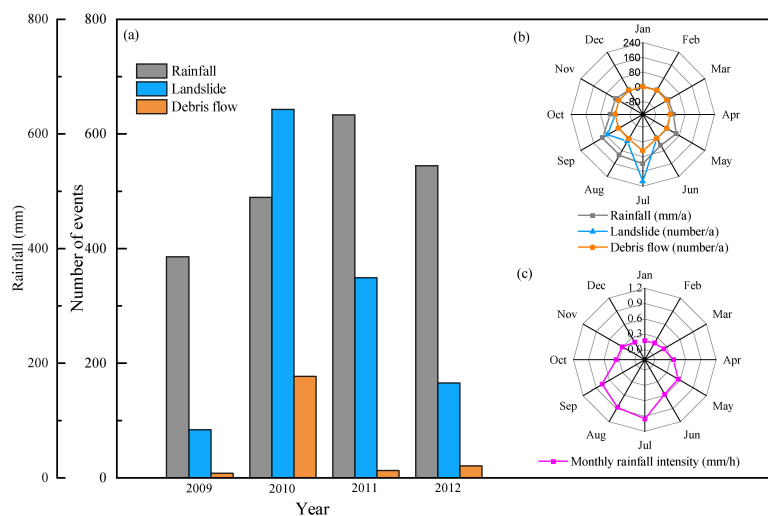 800
600
400
200
0
Rainfall (mm)
800
600
400
200
0
Number of events
(a)
Rainfall
Landslide
Debris flow
2009
2010
2011
2012
Year
(b)
Jan
Feb
Mar
Apr
May
Jun
Jul
Aug
Sep
Oct
Nov
Dec
240
160
80
0
-80
Rainfall (mm/a)
Landslide (number/a)
Debris flow (number/a)
(c)
Jan
Feb
Mar
Apr
May
Jun
Jul
Aug
Sep
Oct
Nov
Dec
1.2
0.9
0.6
0.3
0.0
Monthly rainfall intensity (mm/h)